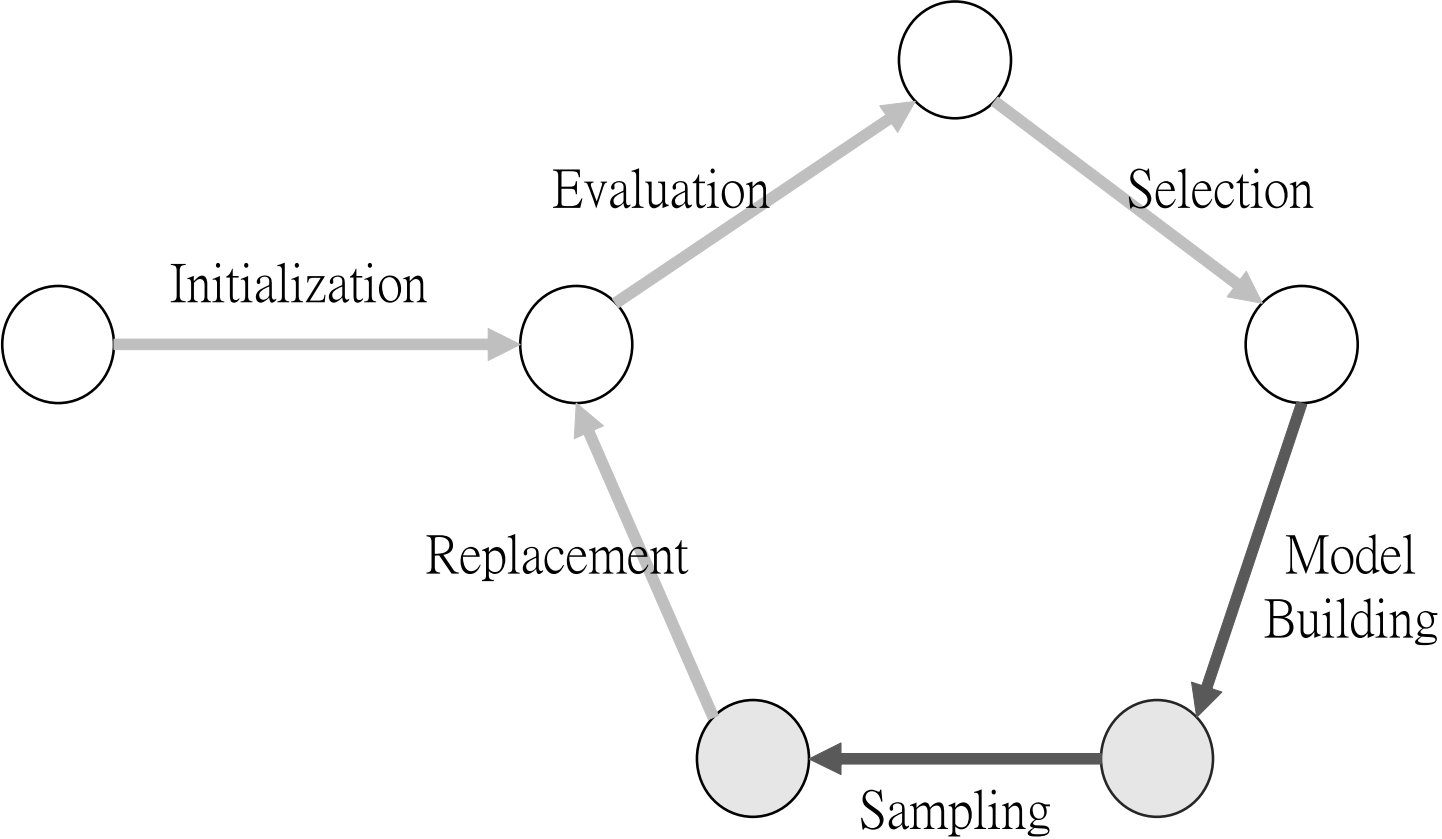 Evaluation
Selection
Initialization
Replacement
Model
Building
Sampling